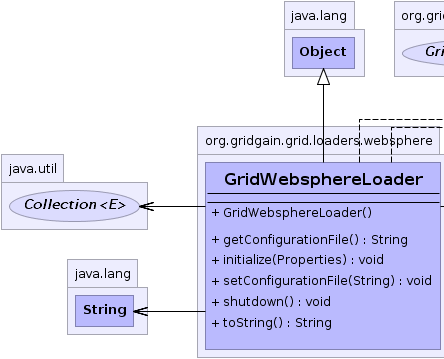 java.lang
org.grid
Object
Gri
org.gridgain.grid.loaders.websphere
java.util
GridWebsphereLoader
Collection<E>
+ GridWebsphereLoader()
+ getConfigurationFile() : String
+ initialize(Properties) : void
java.lang
+ setConfigurationFile(String) : void
String
+ shutdown() : void
+ toString() : String